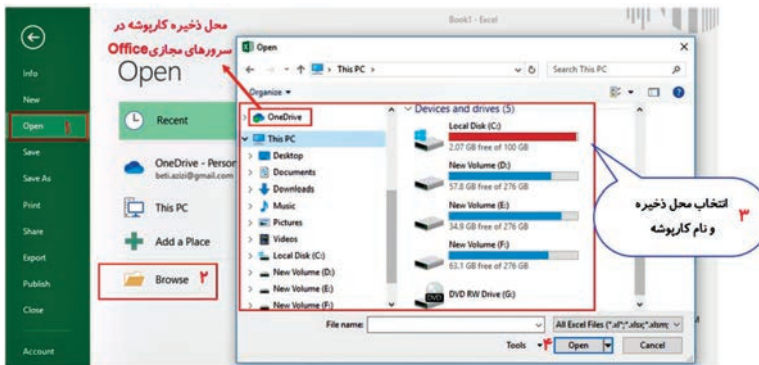 Book1 - Excel
محل ذخیره کارپوشه در
سرورهای مجازی Office
Info
New
Open
۱
Save
Save As
Print
Share
Export
Publish
Close
Account
Open
Recent
OneDrive - Person
beti.azizi@gmail.com
This PC
Add a Place
Browse
۲
Open
This PC
Search This PC
Organize
OneDrive
This PC
Desktop
Documents
Downloads
Music
Pictures
Videos
Local Disk (C:)
New Volume (D:)
New Volume (E:)
New Volume (F:)
Devices and drives (5)
Local Disk (C:)
2.07 GB free of 100 GB
New Volume (D:)
57.8 GB free of 276 GB
New Volume (E:)
34.9 GB free of 276 GB
New Volume (F:)
63.1 GB free of 276 GB
DVD RW Drive (G:)
DVD
۳
انتخاب محل ذخیره
و نام کارپوشه
File name:
All Excel Files (*.xl*;*.xlsx;*.xlsm;
Tools
۴
Open
Cancel